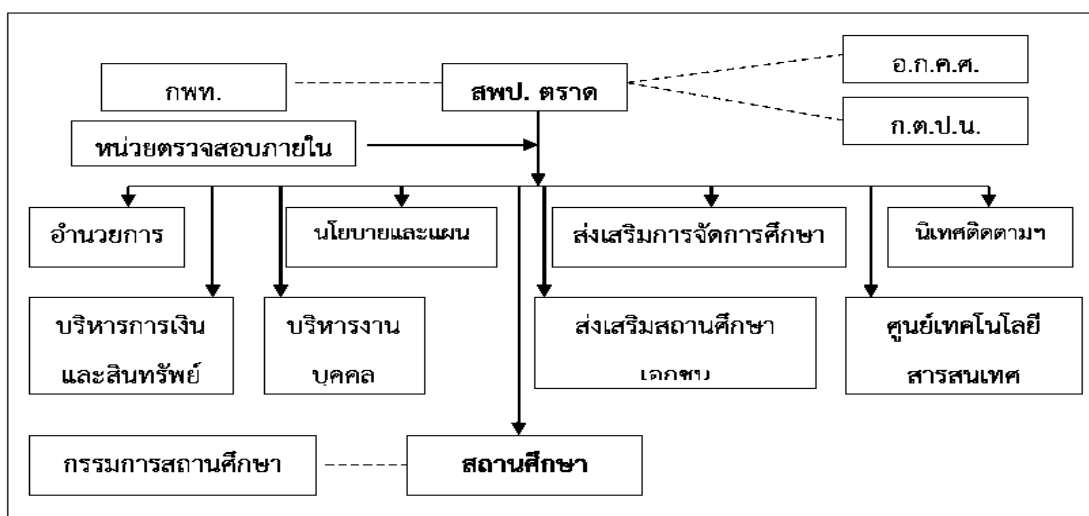 กพท.
สพป. ตราด
อ.ก.ค.ศ.
ก.ต.ป.น.
หน่วยตรวจสอบภายใน
อำนวยการ
นโยบายและแผน
ส่งเสริมการจัดการศึกษา
นิเทศติดตามฯ
บริหารการเงิน
และสินทรัพย์
บริหารงาน
บุคคล
ส่งเสริมสถานศึกษา
เอกชน
ศูนย์เทคโนโลยี
สารสนเทศ
กรรมการสถานศึกษา
สถานศึกษา